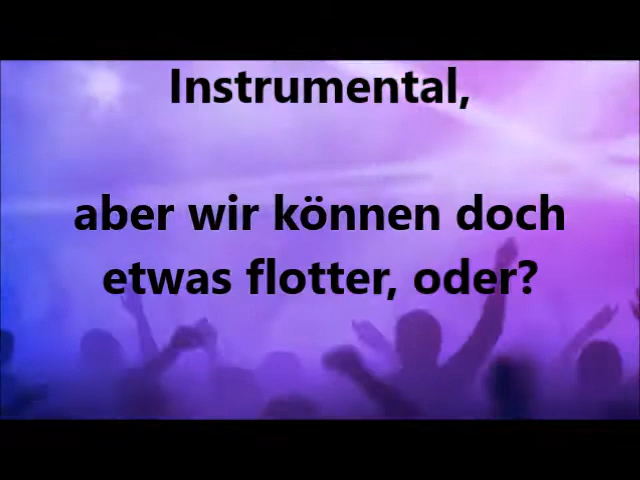 Instrumental,
aber wir können doch
etwas flotter, oder?